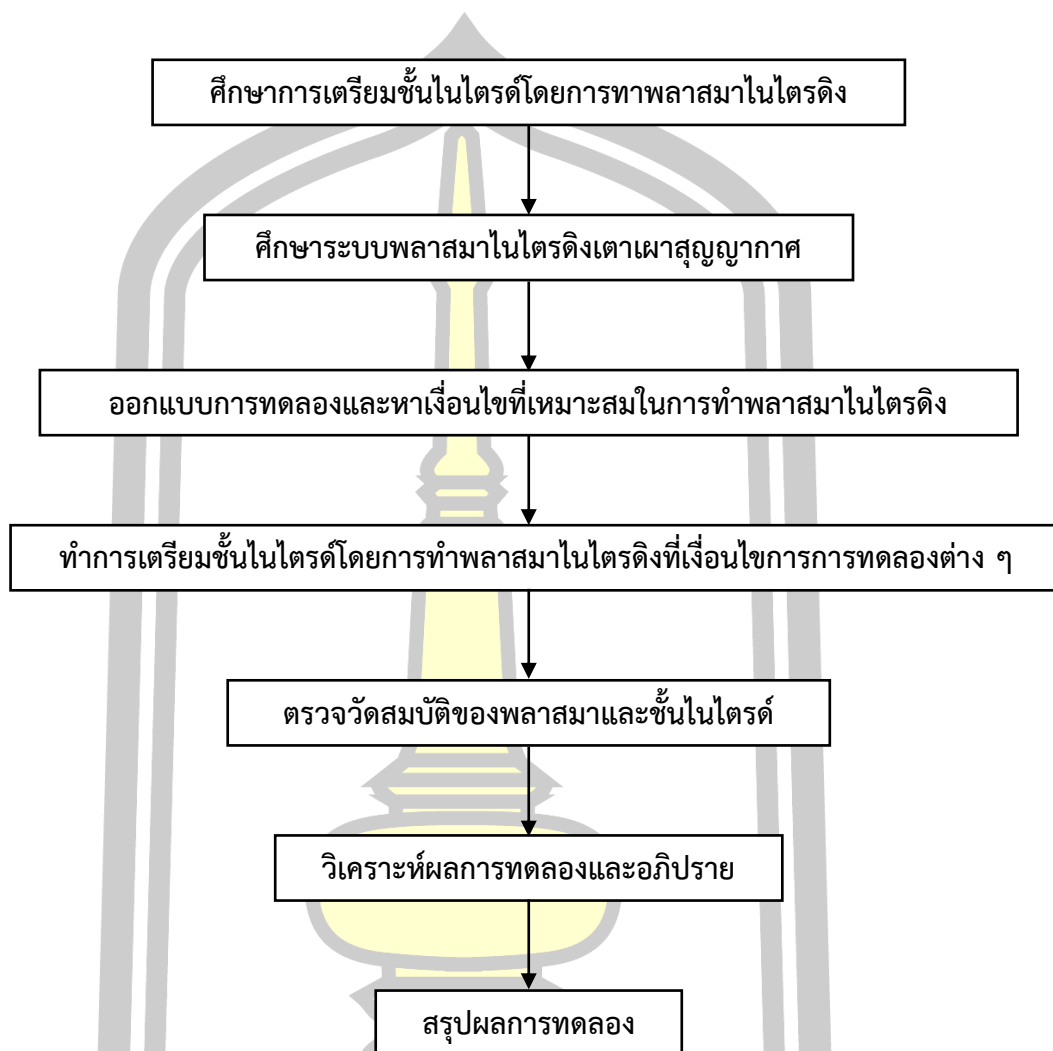 ศึกษาการเตรียมชั้นไนไตรด์โดยการทาพลาสมาไนไตรดิง
ศึกษาระบบพลาสมาไนไตรดิงเตาเผาสุญญากาศ
ออกแบบการทดลองและหาเงื่อนไขที่เหมาะสมในการทำพลาสมาไนไตรดิง
ทำการเตรียมชั้นไนไตรด์โดยการทำพลาสมาไนไตรดิงที่เงื่อนไขการการทดลองต่าง ๆ
ตรวจวัดสมบัติของพลาสมาและชั้นไนไตรด์
วิเคราะห์ผลการทดลองและอภิปราย
สรุปผลการทดลอง